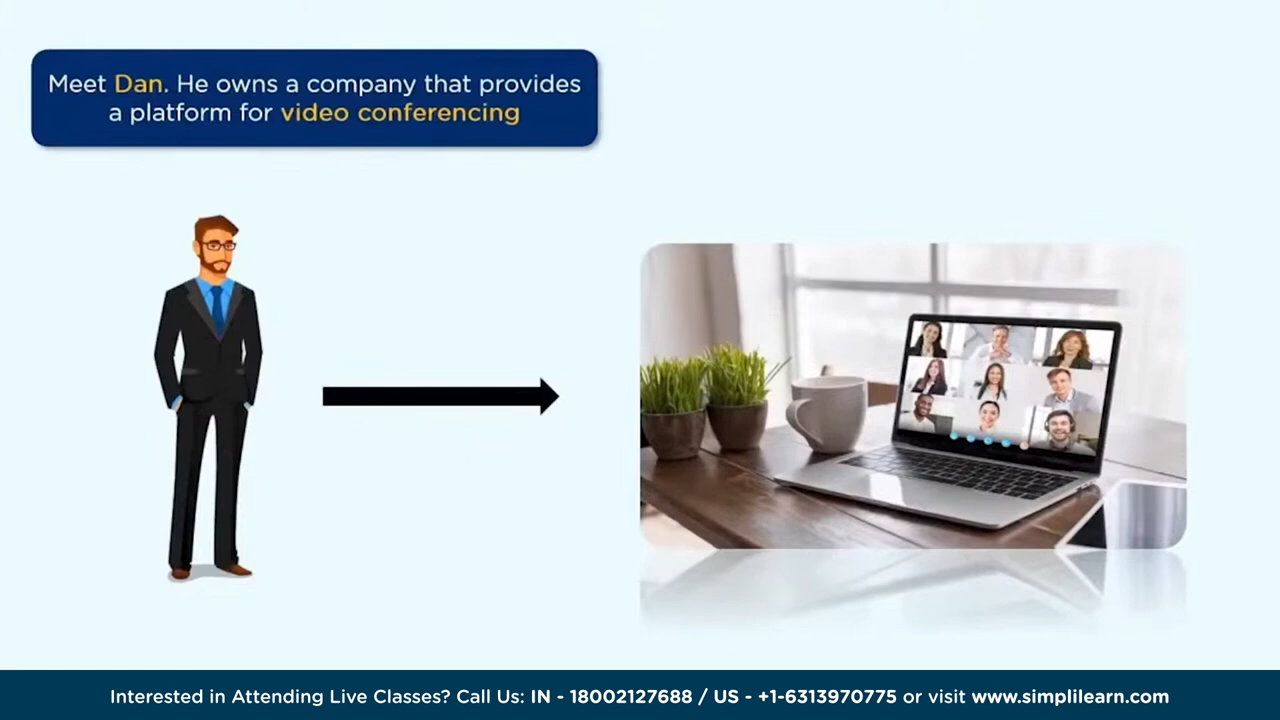 Meet Dan. He owns a company that provides
a platform for video conferencing
Interested in Attending Live Classes? Call Us: IN - 18002127688 / US - +1-6313970775 or visit www.simplilearn.com